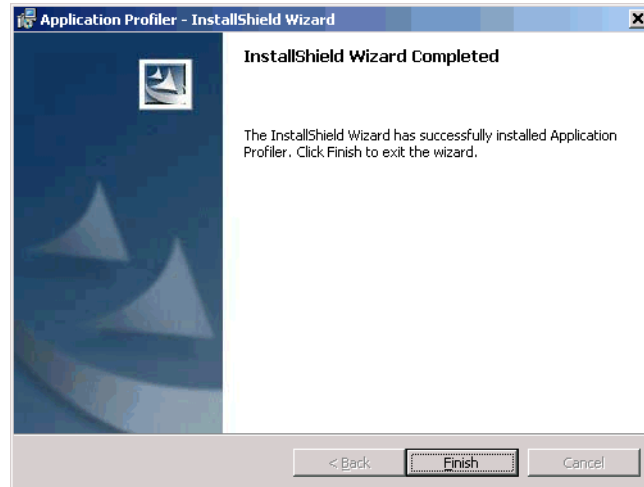 Application Profiler - InstallShield Wizard
InstallShield Wizard Completed
The InstallShield Wizard has successfully installed Application
Profiler. Click Finish to exit the wizard.
< Back Finish Cancel